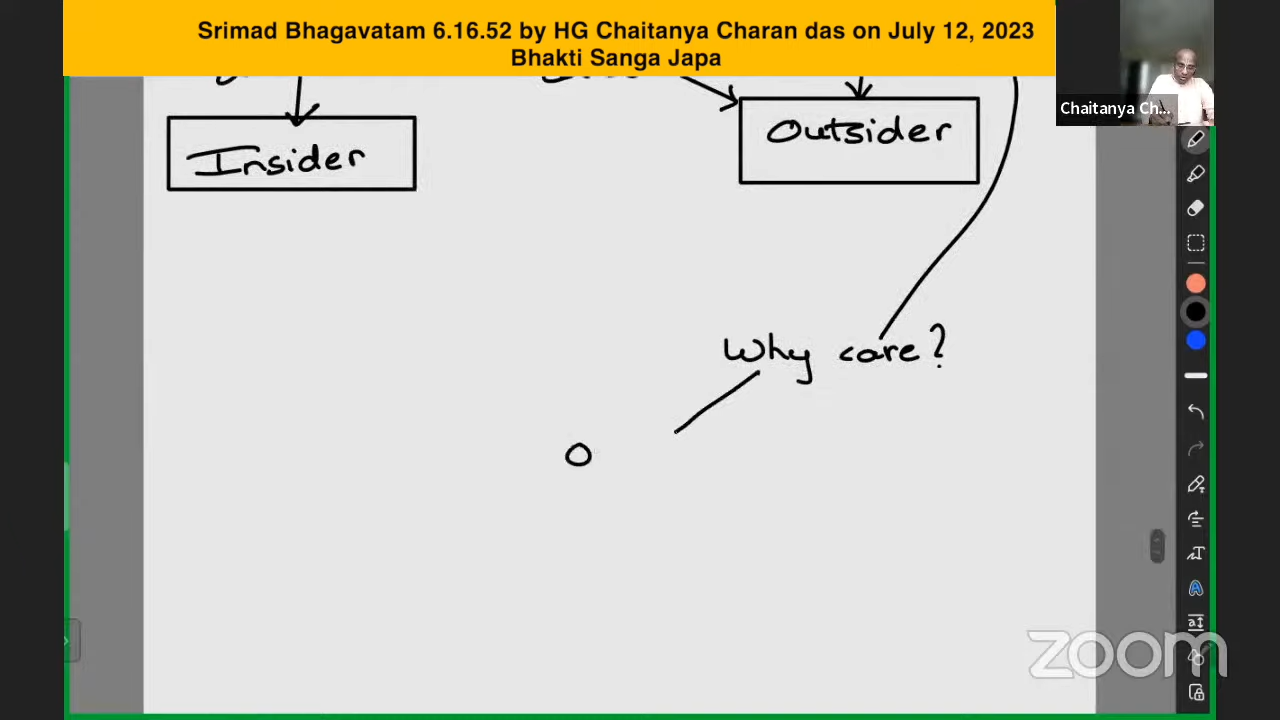 Srimad Bhagavatam 6.16.52 by HG Chaitanya Charan das on July 12, 2023
Bhakti Sanga Japa
Chaitanya Ch...
Outsider
Insider
Why care?
O
zoom